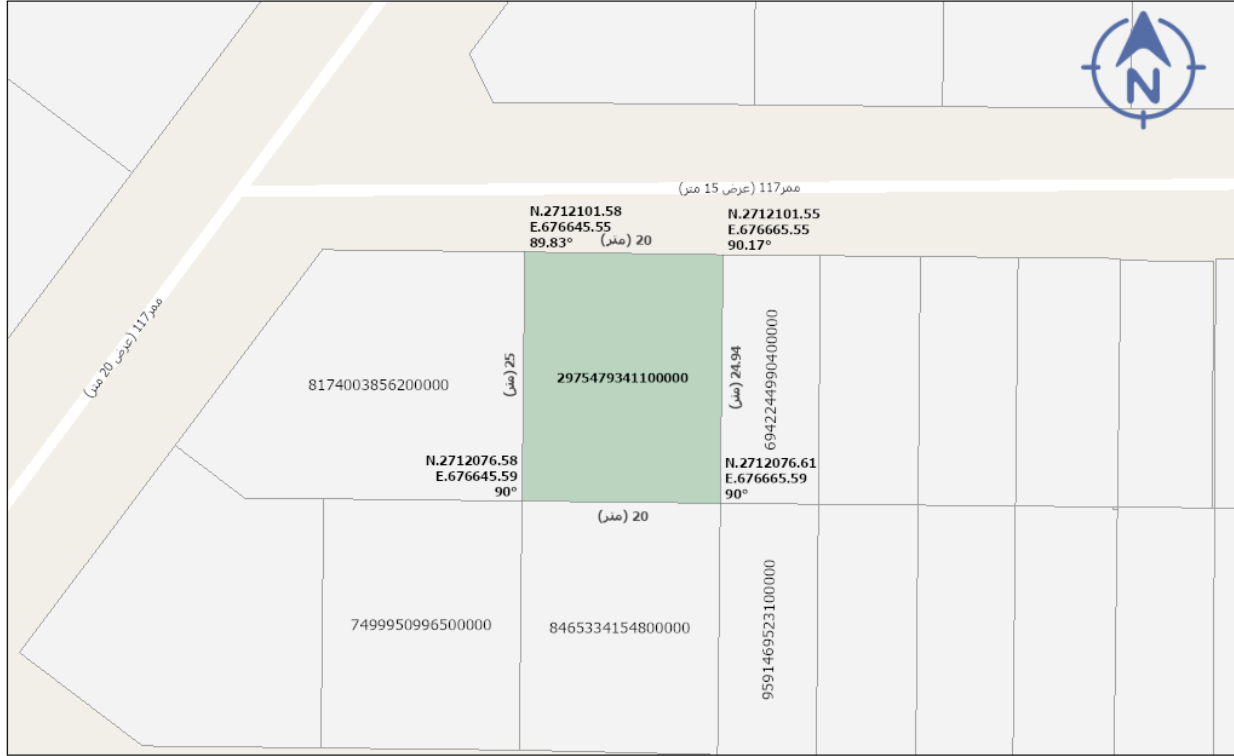 N
ممر117 (عرض 15 متر)
N.2712101.58
E.676645.55
89.83°
20 (متر)
N.2712101.55
E.676665.55
90.17°
ممر117 (عرض 20 متر)
8174003856200000
25 (متر)
2975479341100000
24.94 (متر)
6942244990400000
N.2712076.58
E.676645.59
90°
N.2712076.61
E.676665.59
90°
20 (متر)
7499950996500000
8465334154800000
9591469523100000